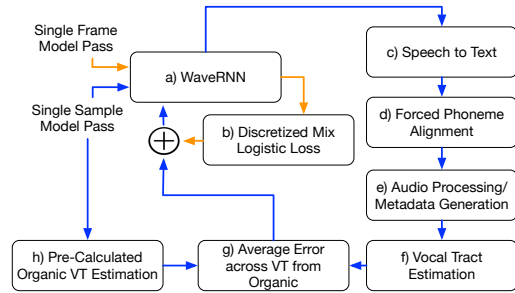 Single Frame
Model Pass
a) WaveRNN
c) Speech to Text
Single Sample
Model Pass
b) Discretized Mix
Logistic Loss
d) Forced Phoneme
Alignment
e) Audio Processing/
Metadata Generation
h) Pre-Calculated
Organic VT Estimation
g) Average Error
across VT from
Organic
f) Vocal Tract
Estimation